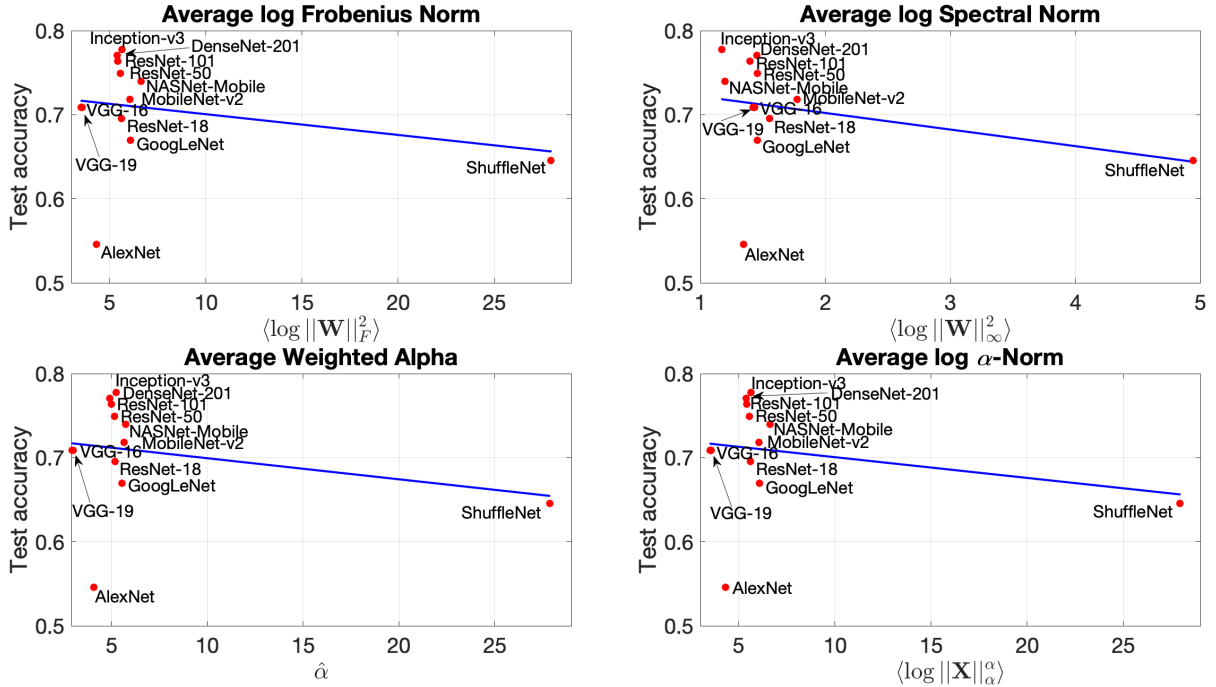 Average log Frobenius Norm
0.8
0.7
0.6
0.5
Test accuracy
Inception-v3
DenseNet-201
ResNet-101
ResNet-50
NASNet-Mobile
MobileNet-v2
VGG-16
ResNet-18
GoogLeNet
VGG-19
ShuffleNet
AlexNet
5 10 15 20 25
⟨log ||W||²_F⟩
Average log Spectral Norm
0.8
0.7
0.6
0.5
Test accuracy
Inception-v3
DenseNet-201
ResNet-101
ResNet-50
NASNet-Mobile
MobileNet-v2
VGG-16
VGG-19
ResNet-18
GoogLeNet
ShuffleNet
AlexNet
1 2 3 4 5
⟨log ||W||²_∞⟩
Average Weighted Alpha
0.8
0.7
0.6
0.5
Test accuracy
Inception-v3
DenseNet-201
ResNet-101
ResNet-50
NASNet-Mobile
MobileNet-v2
VGG-16
ResNet-18
GoogLeNet
VGG-19
ShuffleNet
AlexNet
5 10 15 20 25
α̂
Average log α-Norm
0.8
0.7
0.6
0.5
Test accuracy
Inception-v3
DenseNet-201
ResNet-101
ResNet-50
NASNet-Mobile
MobileNet-v2
VGG-16
ResNet-18
GoogLeNet
VGG-19
ShuffleNet
AlexNet
5 10 15 20 25
⟨log ||X||^α_α⟩